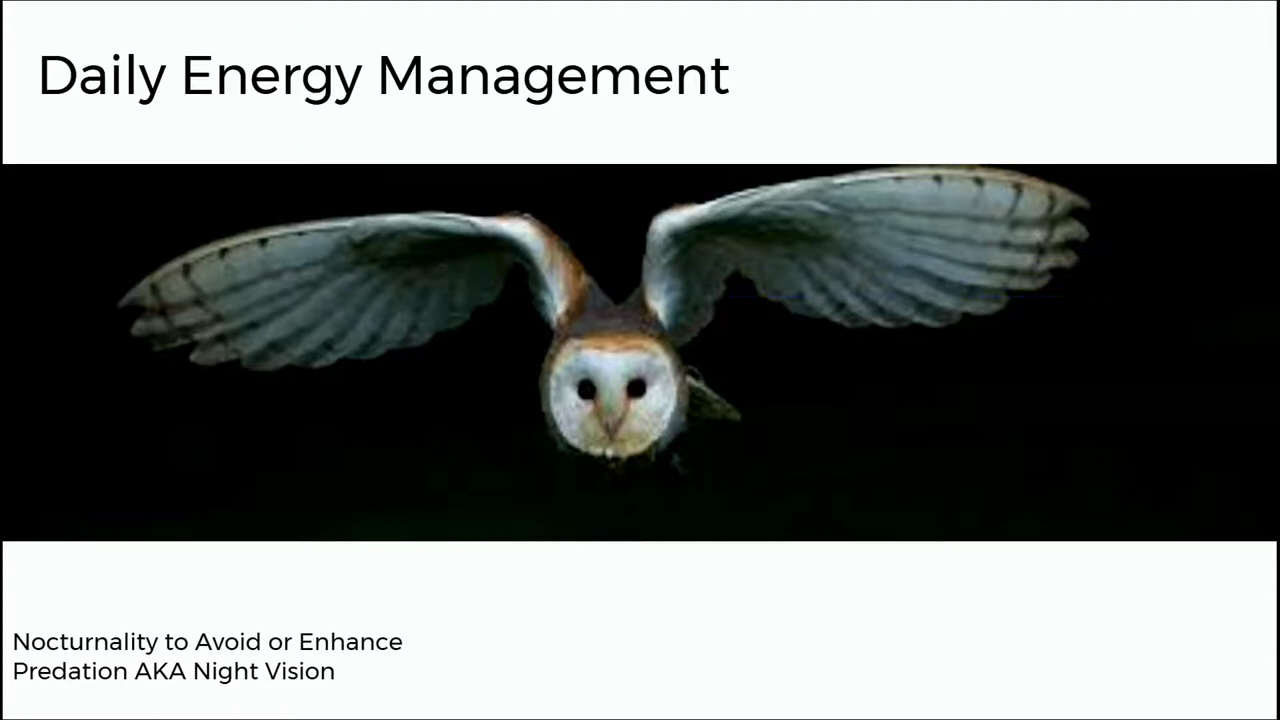 Daily Energy Management
Nocturnality to Avoid or Enhance
Predation AKA Night Vision